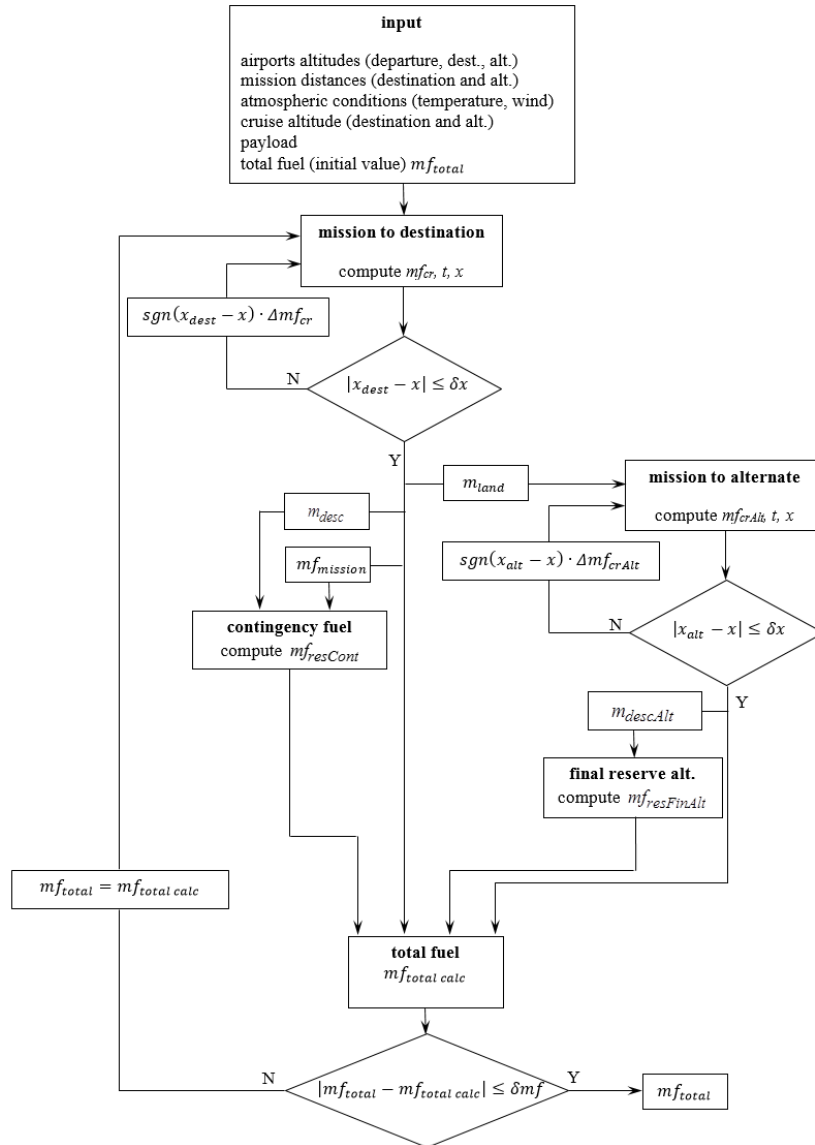 input
airports altitudes (departure, dest., alt.)
mission distances (destination and alt.)
atmospheric conditions (temperature, wind)
cruise altitude (destination and alt.)
payload
total fuel (initial value) mf_total
mission to destination
compute mf_cr, t, x
sgn(x_dest − x) · Δmf_cr
N
|x_dest − x| ≤ δx
Y
m_land
mission to alternate
compute mf_crAlt, t, x
m_desc
mf_mission
sgn(x_alt − x) · Δmf_crAlt
contingency fuel
compute mf_resCont
N
|x_alt − x| ≤ δx
Y
m_descAlt
final reserve alt.
compute mf_resFinAlt
mf_total = mf_total calc
total fuel
mf_total calc
N
|mf_total − mf_total calc| ≤ δmf
Y
mf_total